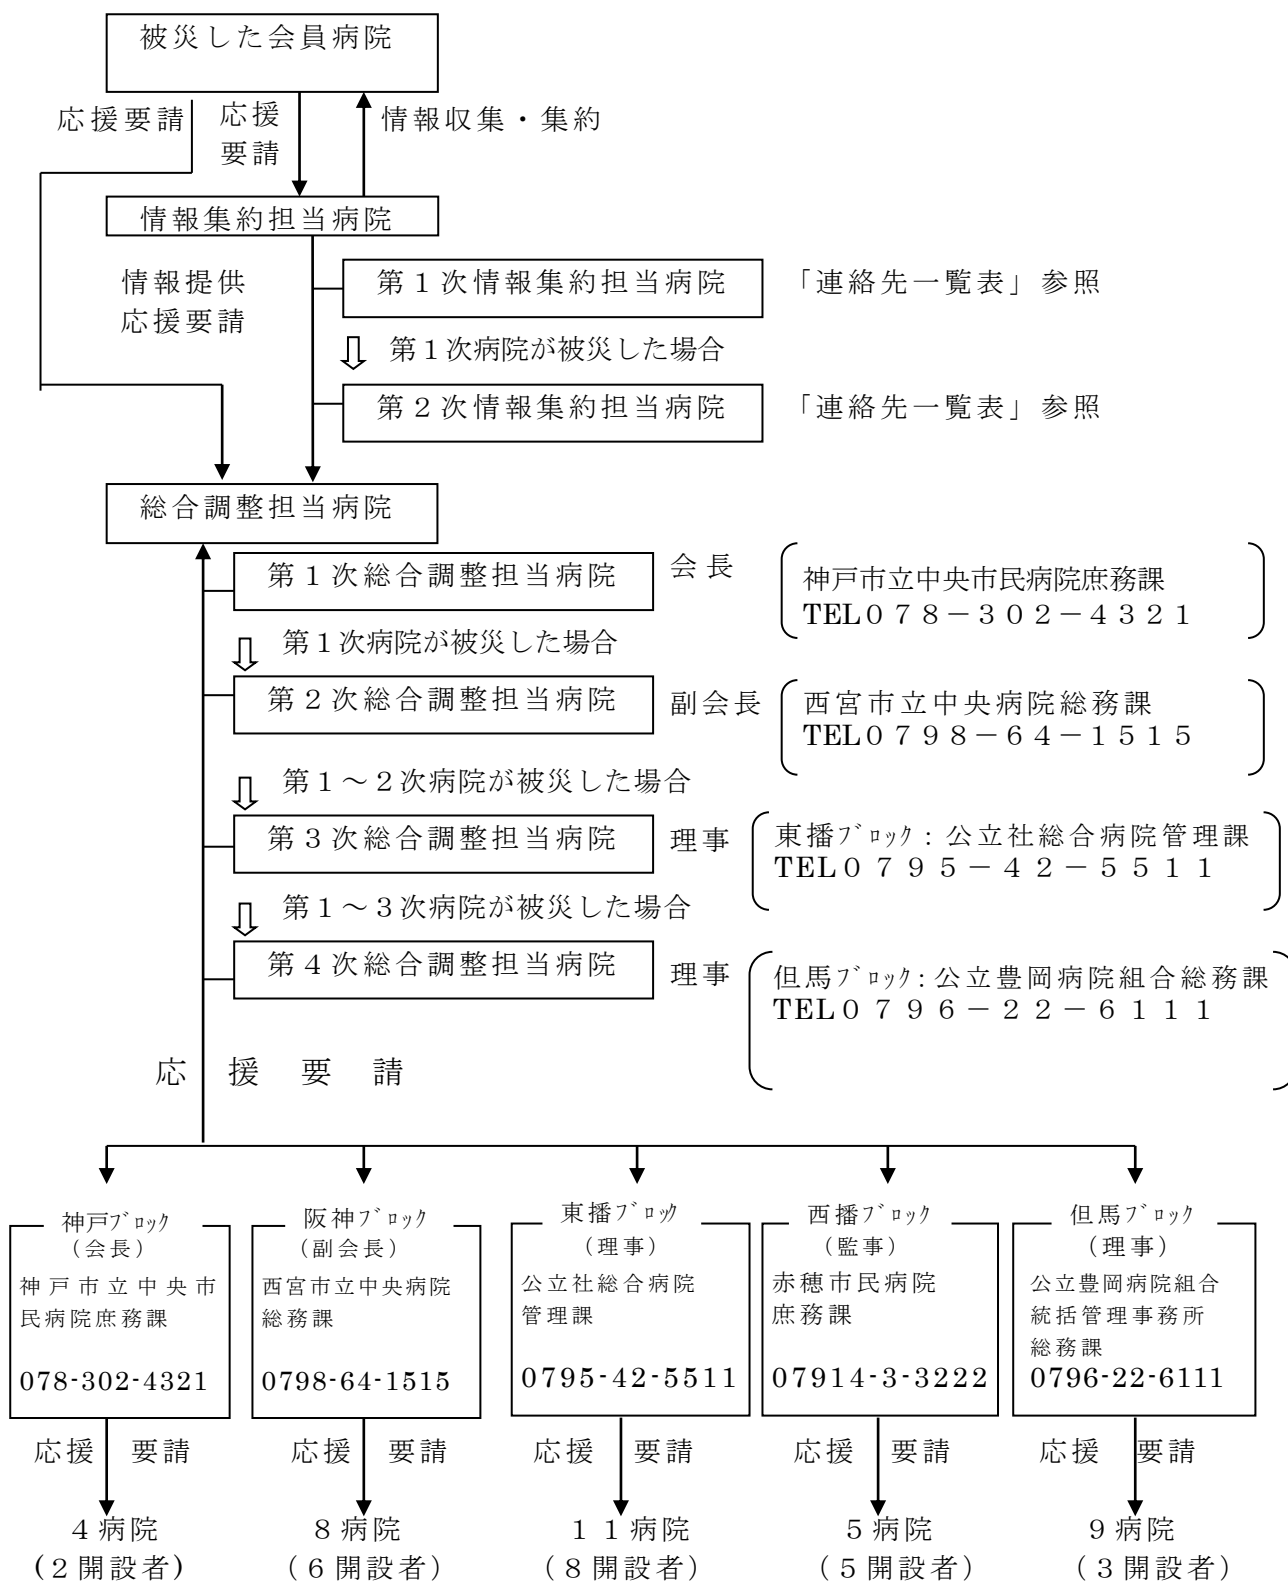 被災した会員病院
応援要請
応援
要請
情報収集・集約
情報集約担当病院
情報提供
応援要請
第１次情報集約担当病院
「連絡先一覧表」参照
第１次病院が被災した場合
第２次情報集約担当病院
「連絡先一覧表」参照
総合調整担当病院
第１次総合調整担当病院
会長
神戸市立中央市民病院庶務課
TEL０７８－３０２－４３２１
第１次病院が被災した場合
第２次総合調整担当病院
副会長
西宮市立中央病院総務課
TEL０７９８－６４－１５１５
第１～２次病院が被災した場合
第３次総合調整担当病院
理事
東播ﾌﾞﾛｯｸ：公立社総合病院管理課
TEL０７９５－４２－５５１１
第１～３次病院が被災した場合
第４次総合調整担当病院
理事
但馬ﾌﾞﾛｯｸ：公立豊岡病院組合総務課
TEL０７９６－２２－６１１１
応援要請
神戸ﾌﾞﾛｯｸ
（会長）
神戸市立中央市
民病院庶務課
078-302-4321
阪神ﾌﾞﾛｯｸ
（副会長）
西宮市立中央病院
総務課
0798-64-1515
東播ﾌﾞﾛｯｸ
（理事）
公立社総合病院
管理課
0795-42-5511
西播ﾌﾞﾛｯｸ
（監事）
赤穂市民病院
庶務課
07914-3-3222
但馬ﾌﾞﾛｯｸ
（理事）
公立豊岡病院組合
統括管理事務所
総務課
0796-22-6111
応援 要請
応援 要請
応援 要請
応援 要請
応援 要請
４病院
(２開設者)
８病院
（６開設者）
１１病院
（８開設者）
５病院
（５開設者）
９病院
（３開設者）